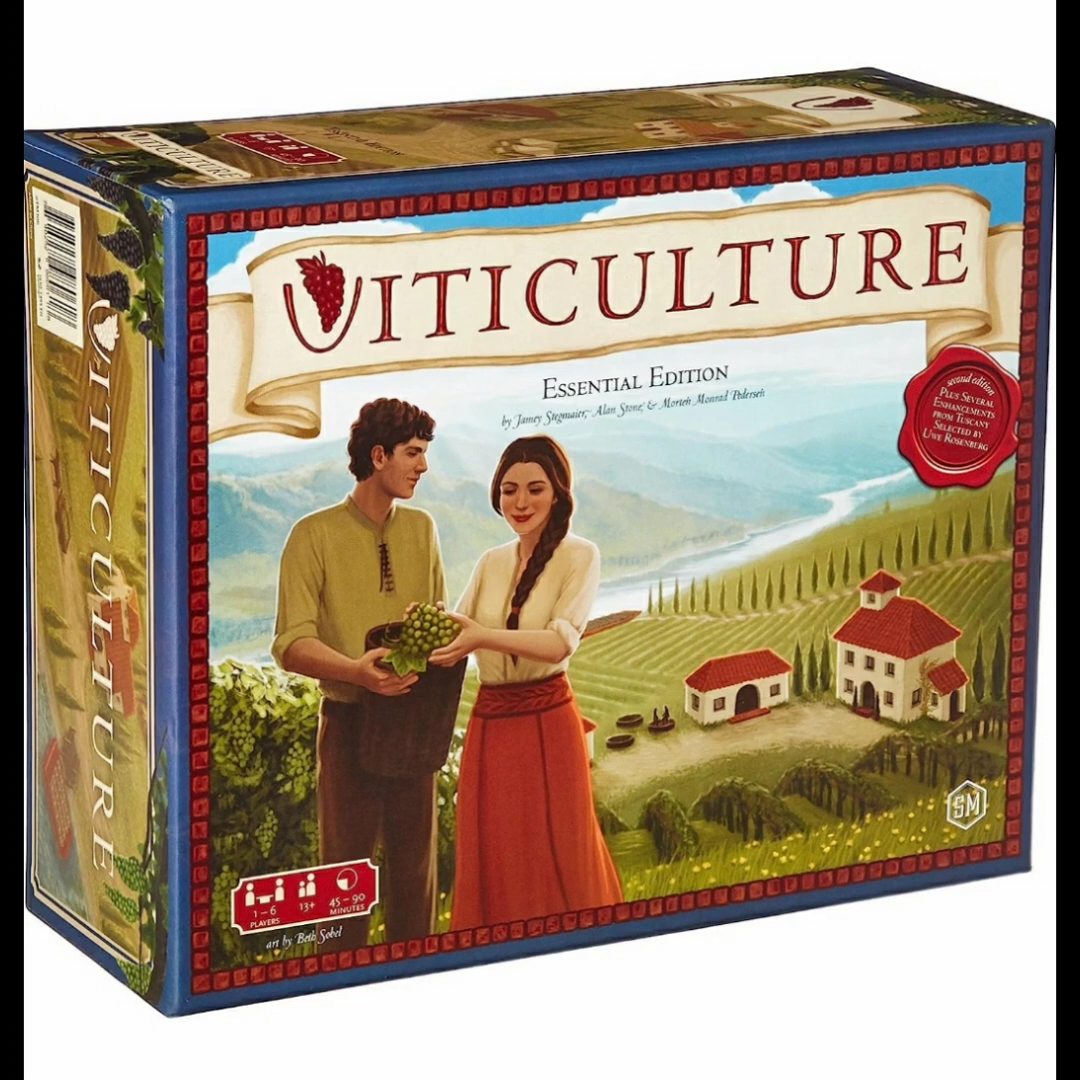 VITICULTURE
VITICULTURE
ESSENTIAL EDITION
by Jamey Stegmaier, Alan Stone, & Morten Monrad Pedersen
second edition
PLUS SEVERAL
ENHANCEMENTS
FROM TUSCANY
SELECTED BY
UWE ROSENBERG
VITICULTURE
SM
1-6
PLAYERS
13+
45-90
MINUTES
art by Beth Sobel